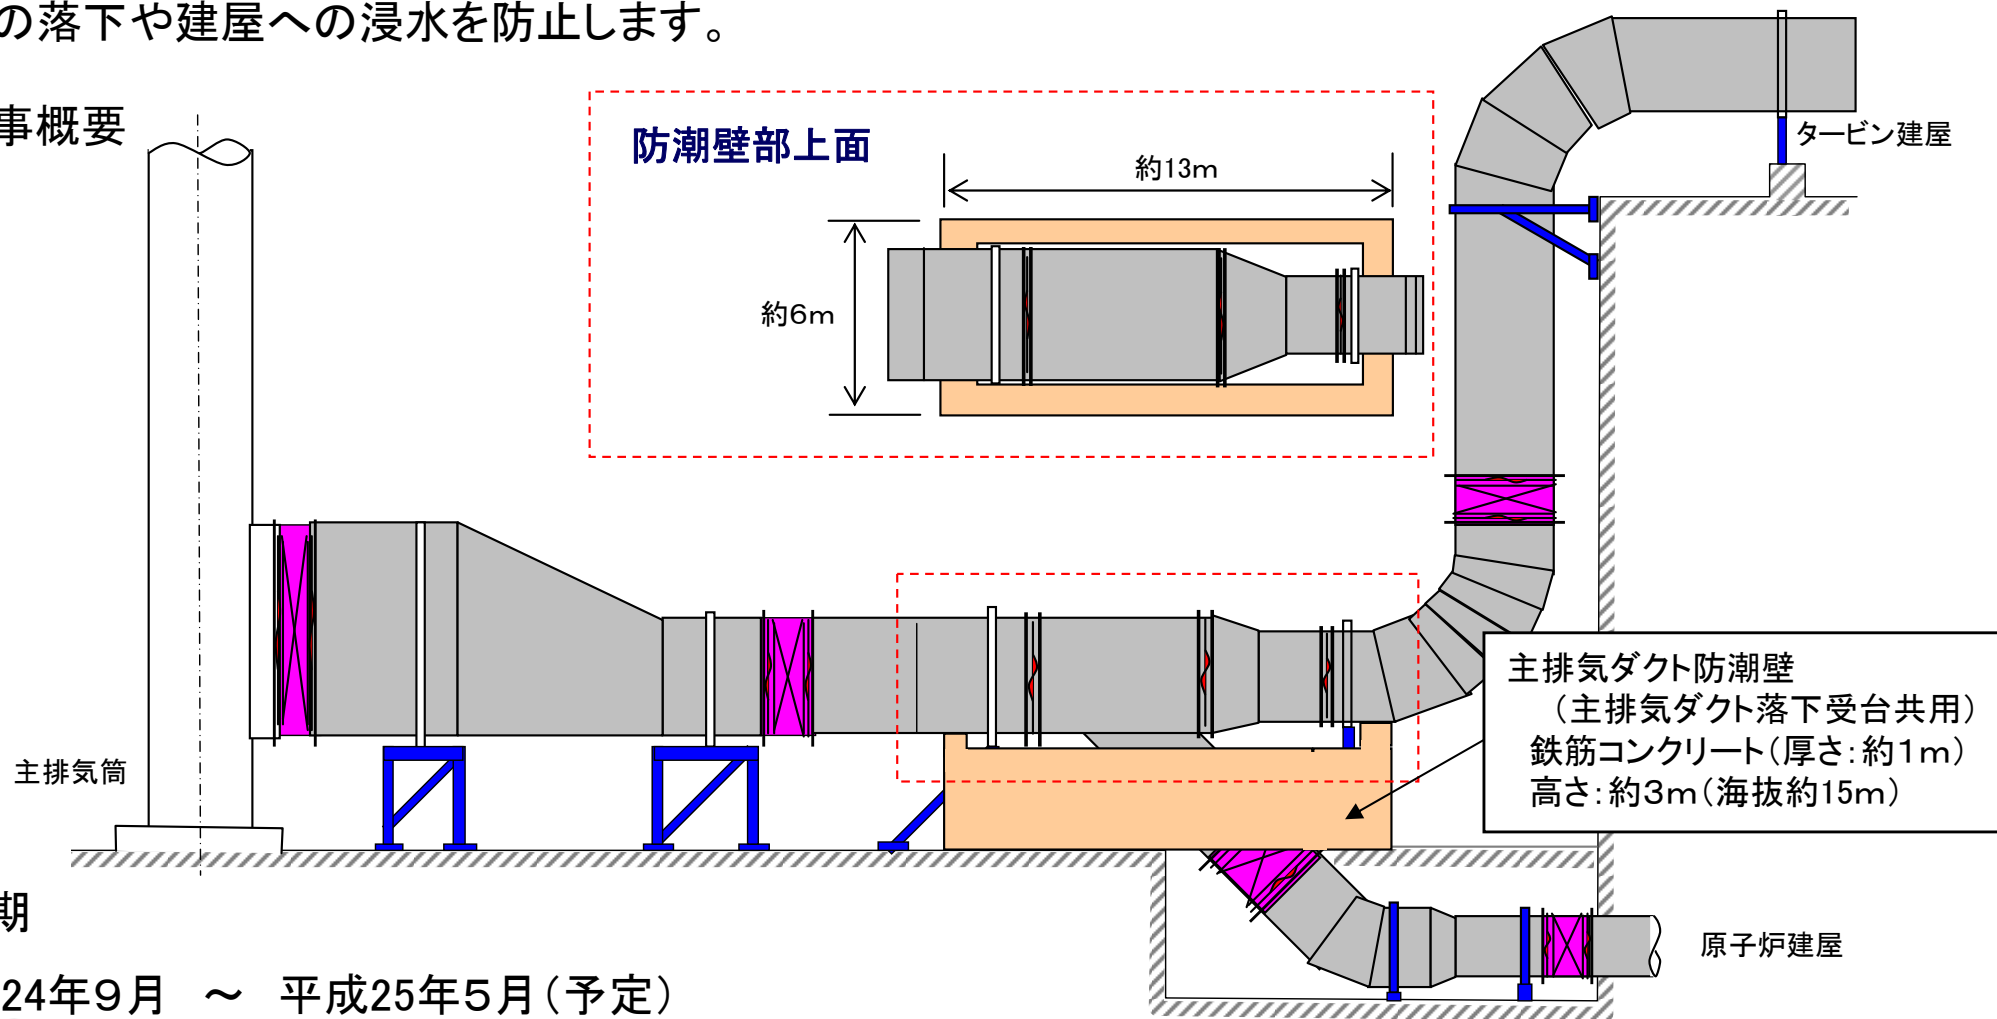 の落下や建屋への浸水を防止します。
事概要
防潮壁部上面
約13m
約6m
タービン建屋
主排気ダクト防潮壁
（主排気ダクト落下受台共用）
鉄筋コンクリート（厚さ：約1m）
高さ：約3m（海抜約15m）
主排気筒
原子炉建屋
期
24年９月　～　平成25年５月（予定）